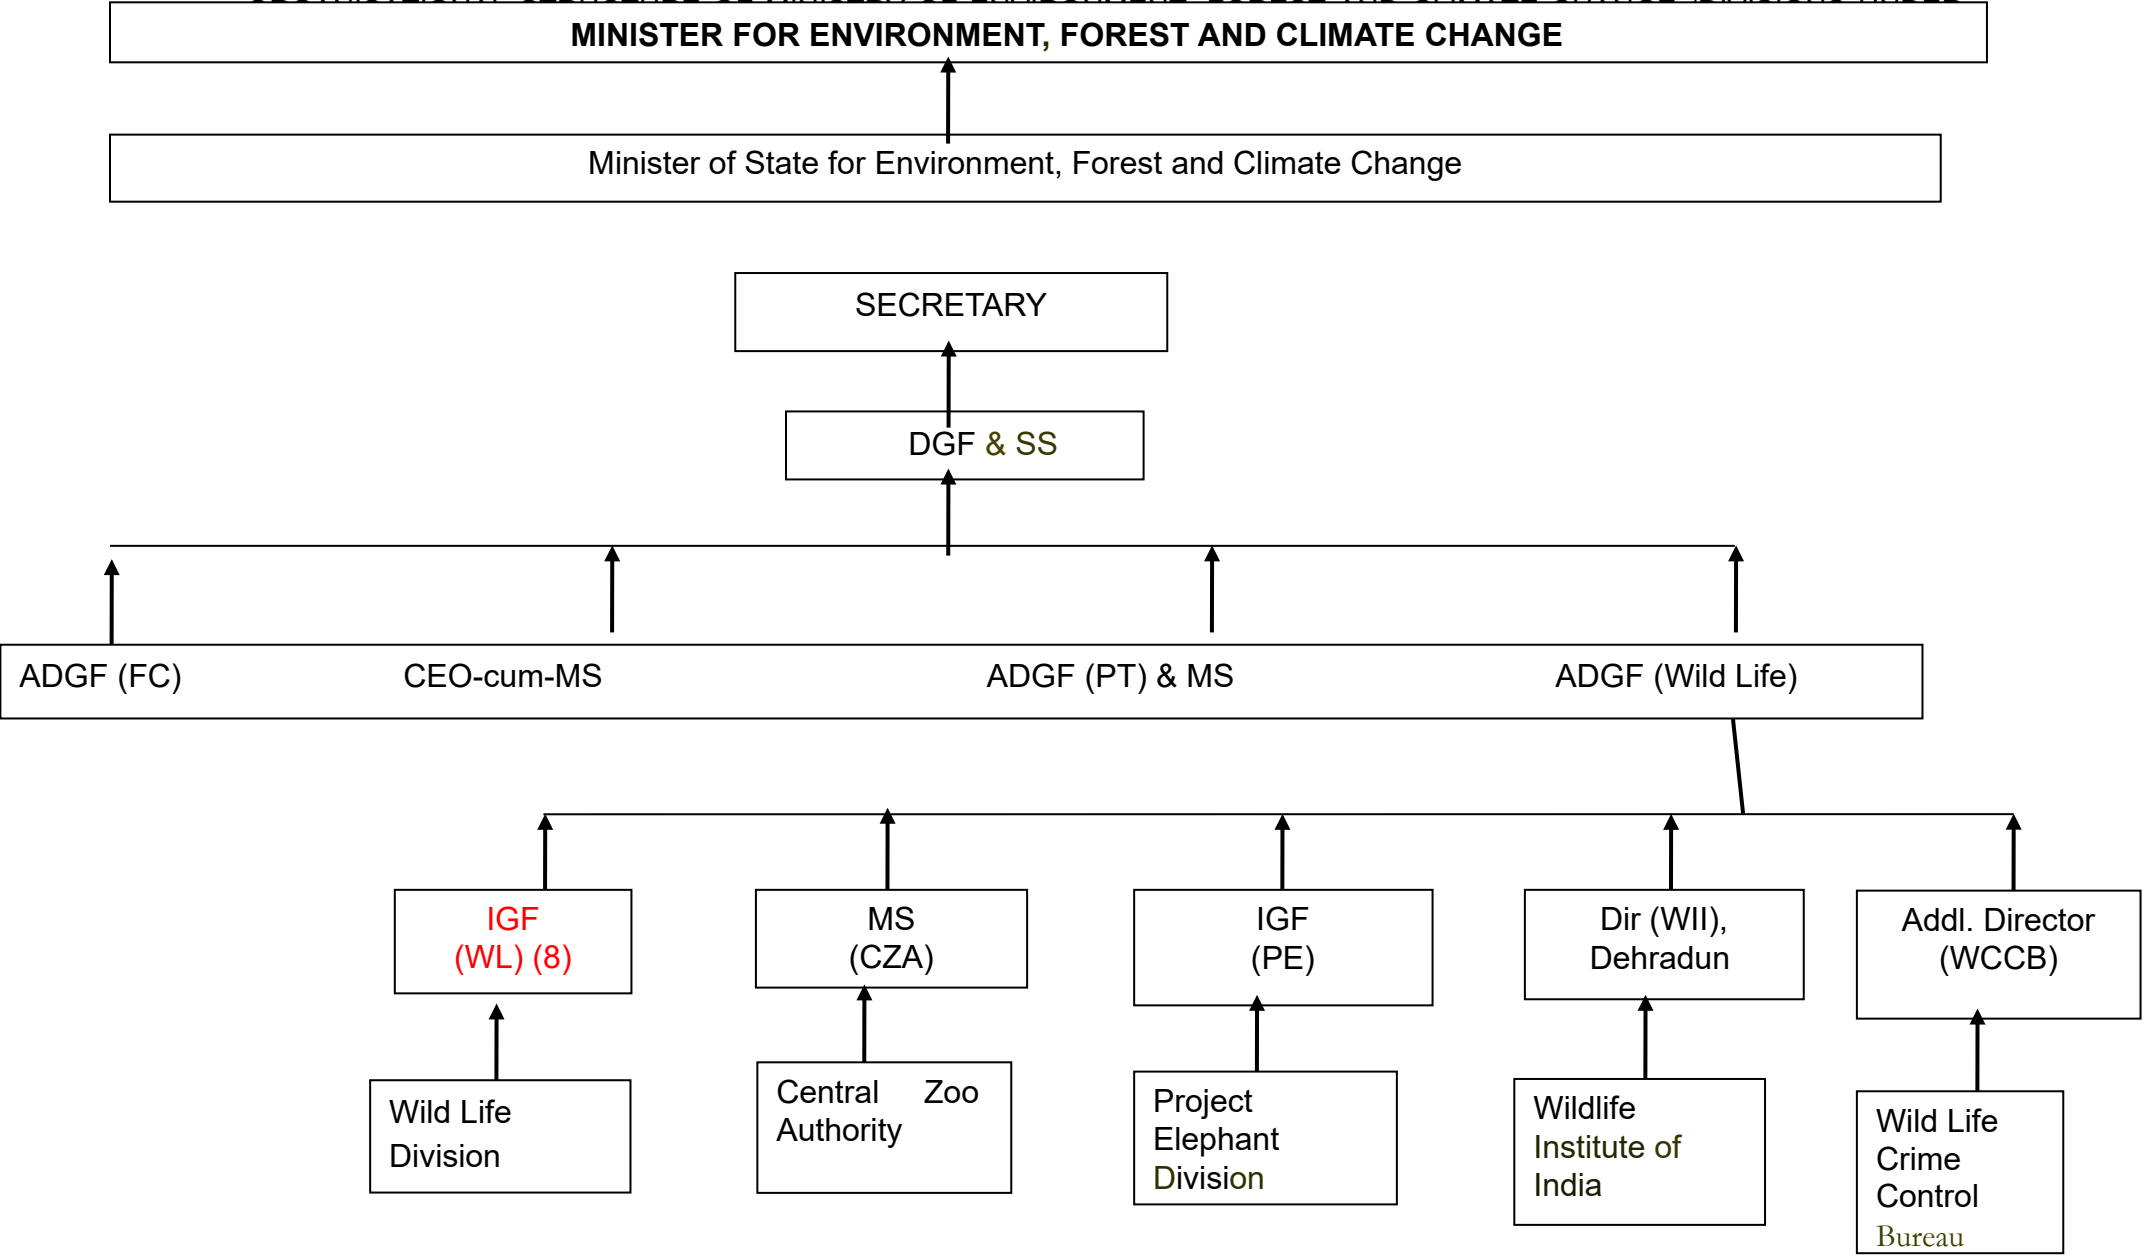 MINISTER FOR ENVIRONMENT, FOREST AND CLIMATE CHANGE
Minister of State for Environment, Forest and Climate Change
SECRETARY
DGF & SS
ADGF (FC) CEO-cum-MS ADGF (PT) & MS ADGF (Wild Life)
IGF
(WL) (8)
MS
(CZA)
IGF
(PE)
Dir (WII),
Dehradun
Addl. Director
(WCCB)
Wild Life
Division
Central Zoo
Authority
Project
Elephant
Division
Wildlife
Institute of
India
Wild Life
Crime
Control
Bureau